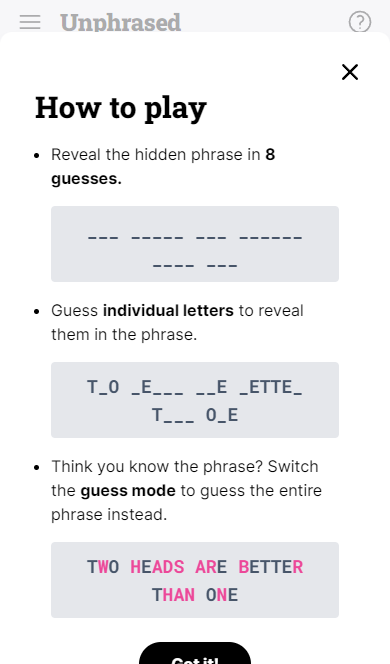 Unphrased
How to play
Reveal the hidden phrase in 8
guesses.
___ _____ ___ ______
____ ___
Guess individual letters to reveal
them in the phrase.
T_O _E___ __E _ETTE_
T___ O_E
Think you know the phrase? Switch
the guess mode to guess the entire
phrase instead.
TWO HEADS ARE BETTER
THAN ONE
Got it!